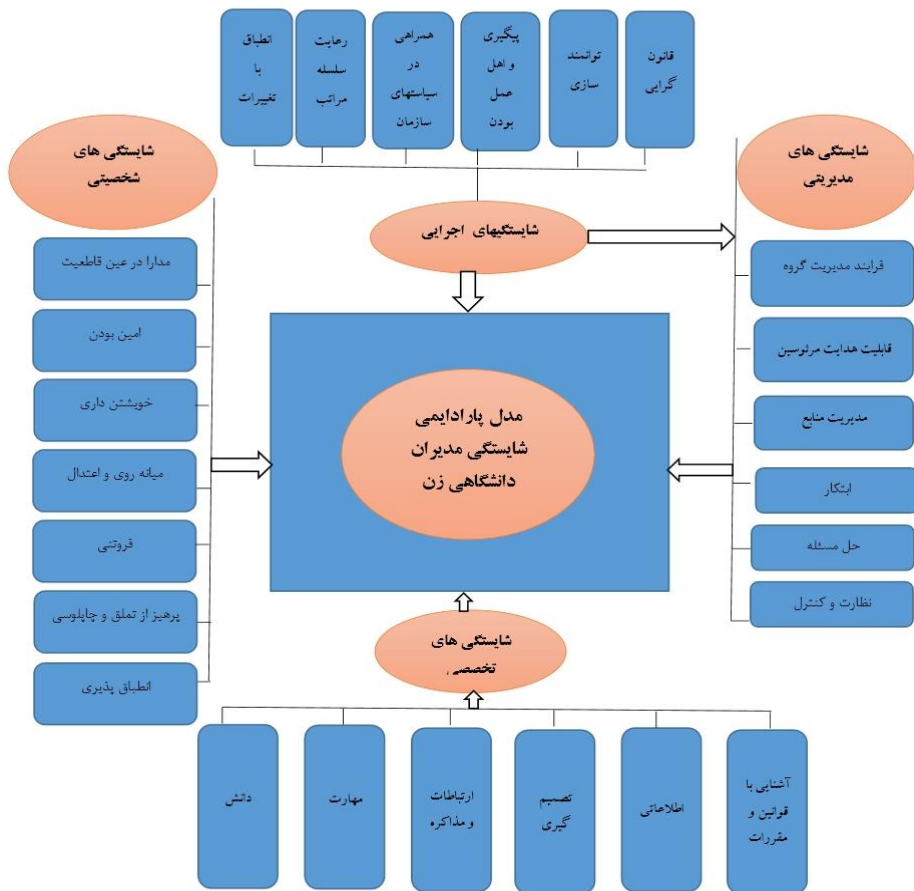 قانون
گرایی
توانمند
سازی
پیگیری
و اهل
عمل
بودن
همراهی
در
سیاستهای
سازمان
رعایت
سلسله
مراتب
انطباق
با
تغییرات
شایستگی های
مدیریتی
شایستگیهای اجرایی
شایستگی های
شخصیتی
فرایند مدیریت گروه
قابلیت هدایت مرئوسین
مدیریت منابع
ابتکار
حل مسئله
نظارت و کنترل
مدل پارادایمی
شایستگی مدیران
دانشگاهی زن
مدارا در عین قاطعیت
امین بودن
خویشتن داری
میانه روی و اعتدال
فروتنی
پرهیز از تملق و چاپلوسی
انطباق پذیری
شایستگی های
تخصصی
آشنایی با
قوانین و
مقررات
اطلاعاتی
تصمیم
گیری
ارتباطات
و مذاکره
مهارت
دانش